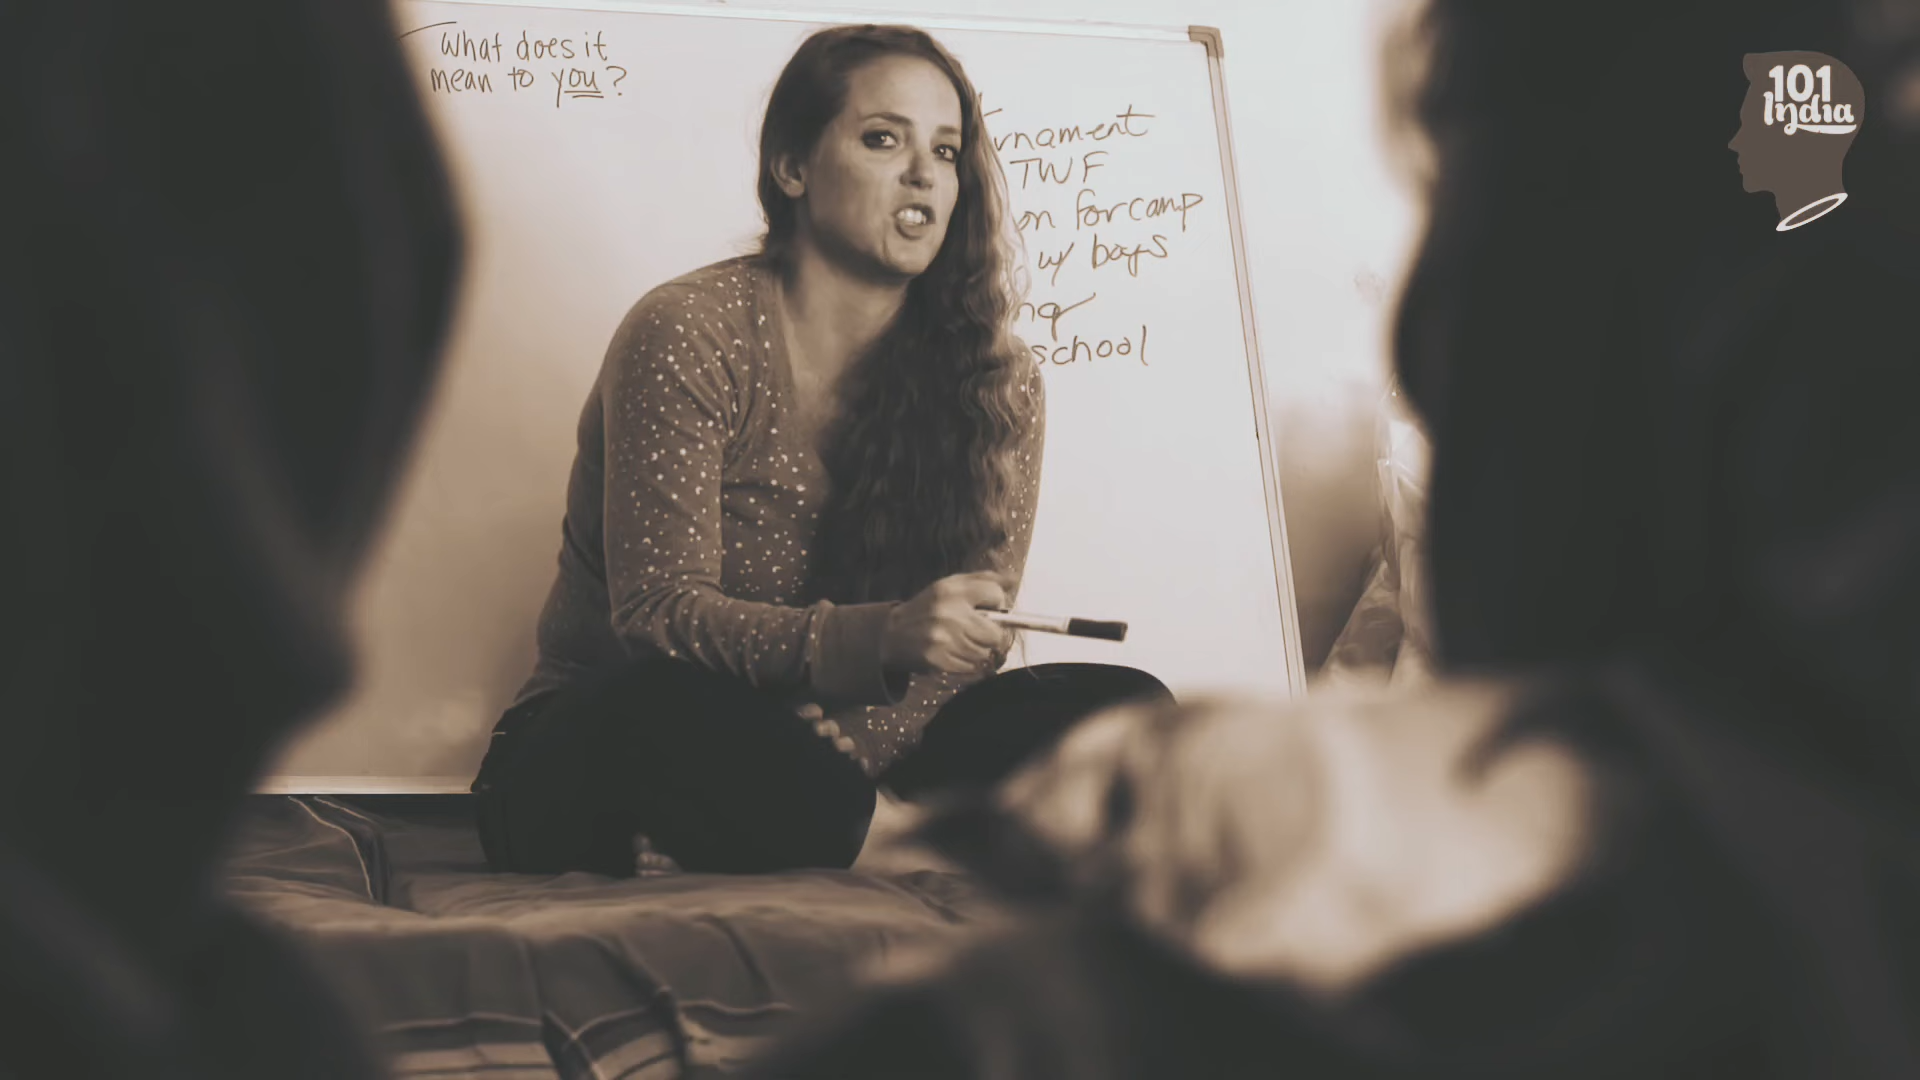 What does it
mean to you?
rnament
TWF
on for camp
w/ boys
ng
school
101
India